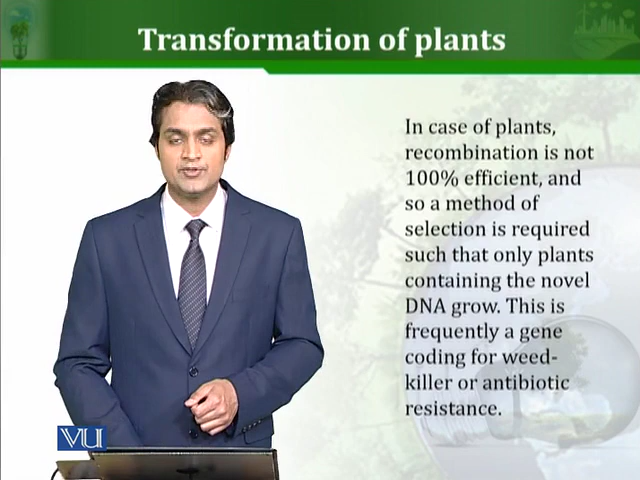 Transformation of plants
In case of plants,
recombination is not
100% efficient, and
so a method of
selection is required
such that only plants
containing the novel
DNA grow. This is
frequently a gene
coding for weed-
killer or antibiotic
resistance.
VU